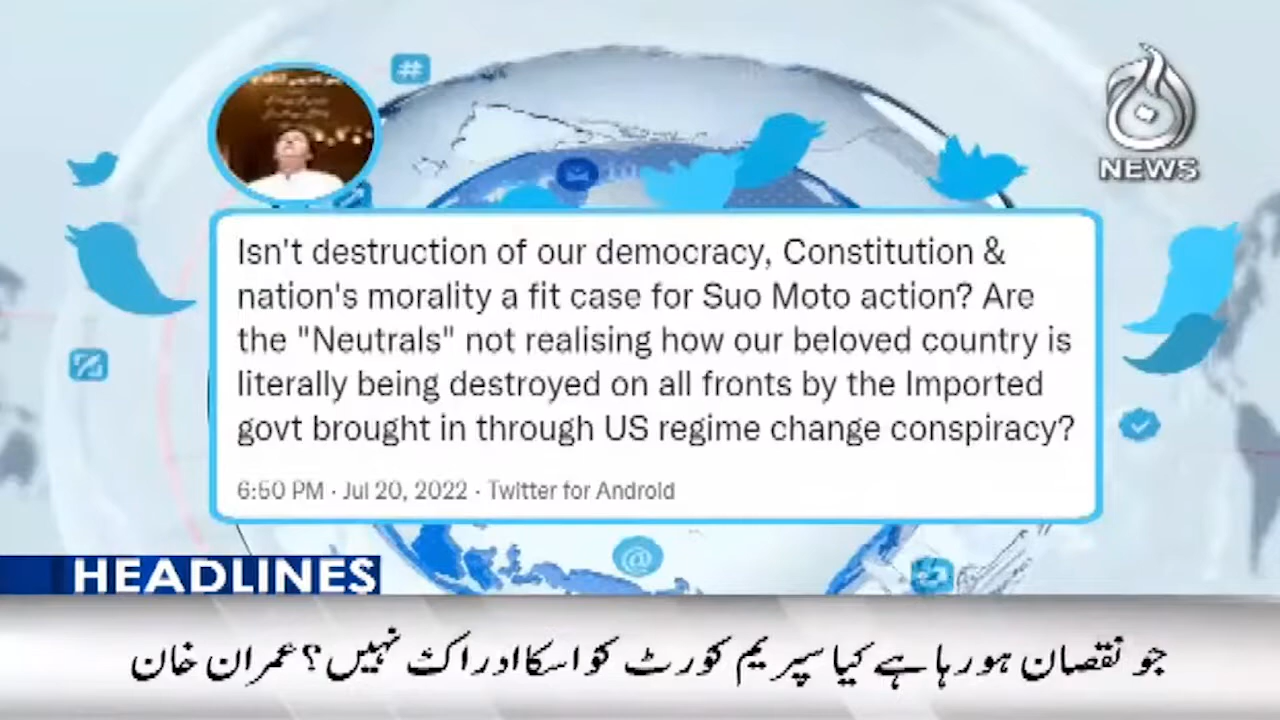 #
آج
NEWS
Isn't destruction of our democracy, Constitution &
nation's morality a fit case for Suo Moto action? Are
the "Neutrals" not realising how our beloved country is
literally being destroyed on all fronts by the Imported
govt brought in through US regime change conspiracy?
6:50 PM · Jul 20, 2022 · Twitter for Android
@
HEADLINES
جو نقصان ہورہا ہے کیا سپریم کورٹ کو اسکا ادراک نہیں؟ عمران خان